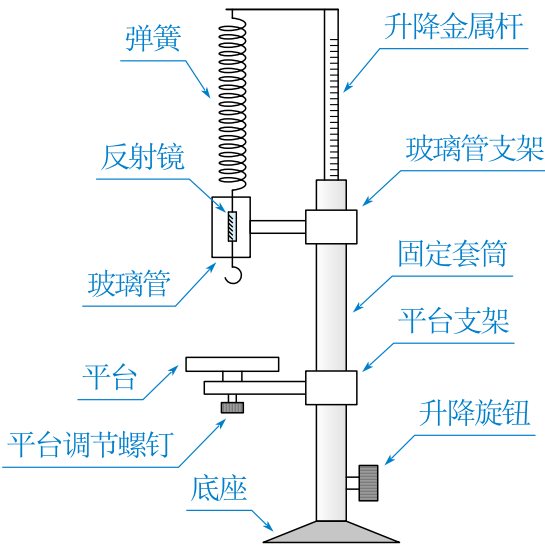 升降金属杆
弹簧
反射镜
玻璃管支架
固定套筒
玻璃管
平台支架
平台
升降旋钮
平台调节螺钉
底座